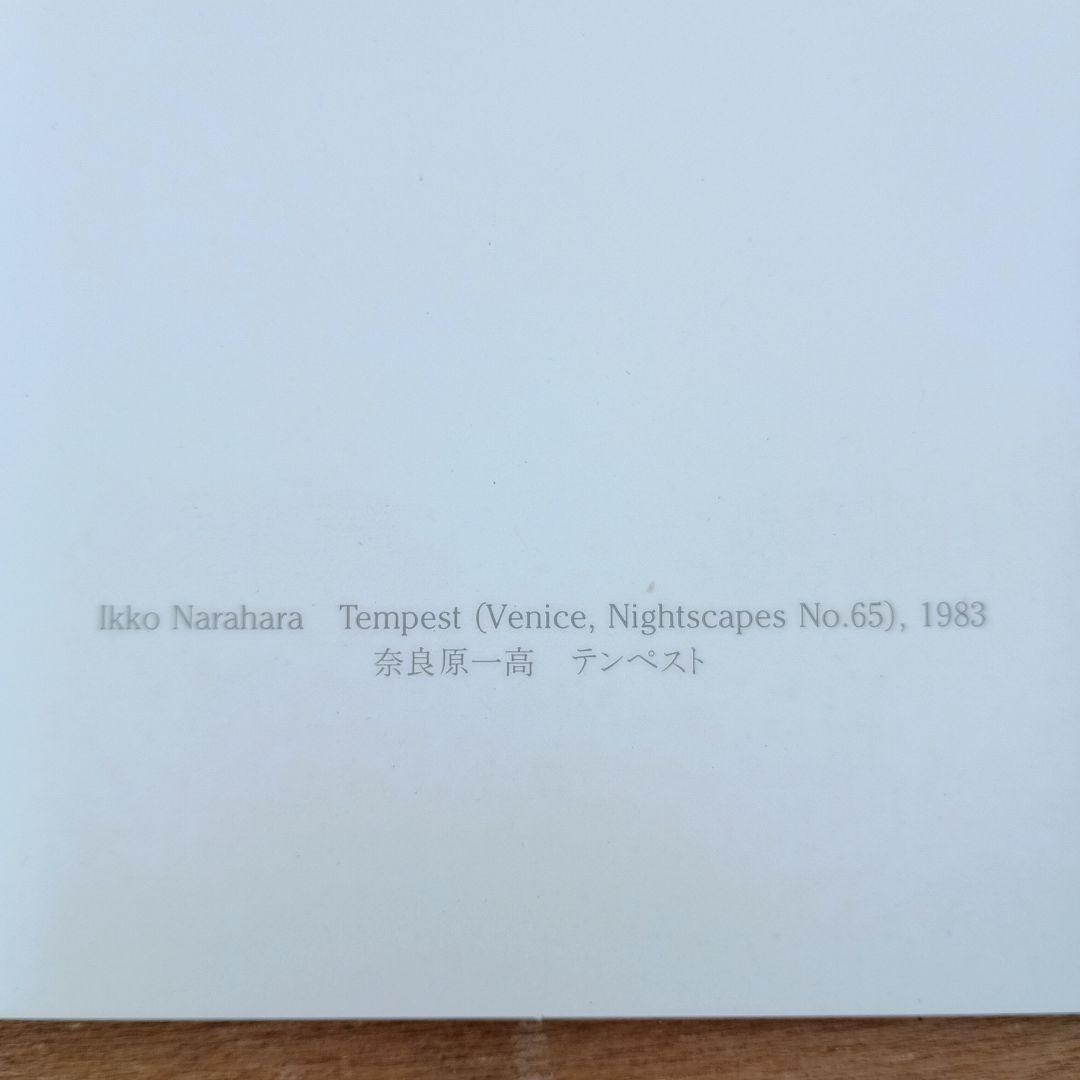 Ikko Narahara　Tempest (Venice, Nightscapes No.65), 1983
奈良原一高　テンペスト